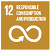 12 RESPONSIBLE
CONSUMPTION
AND PRODUCTION